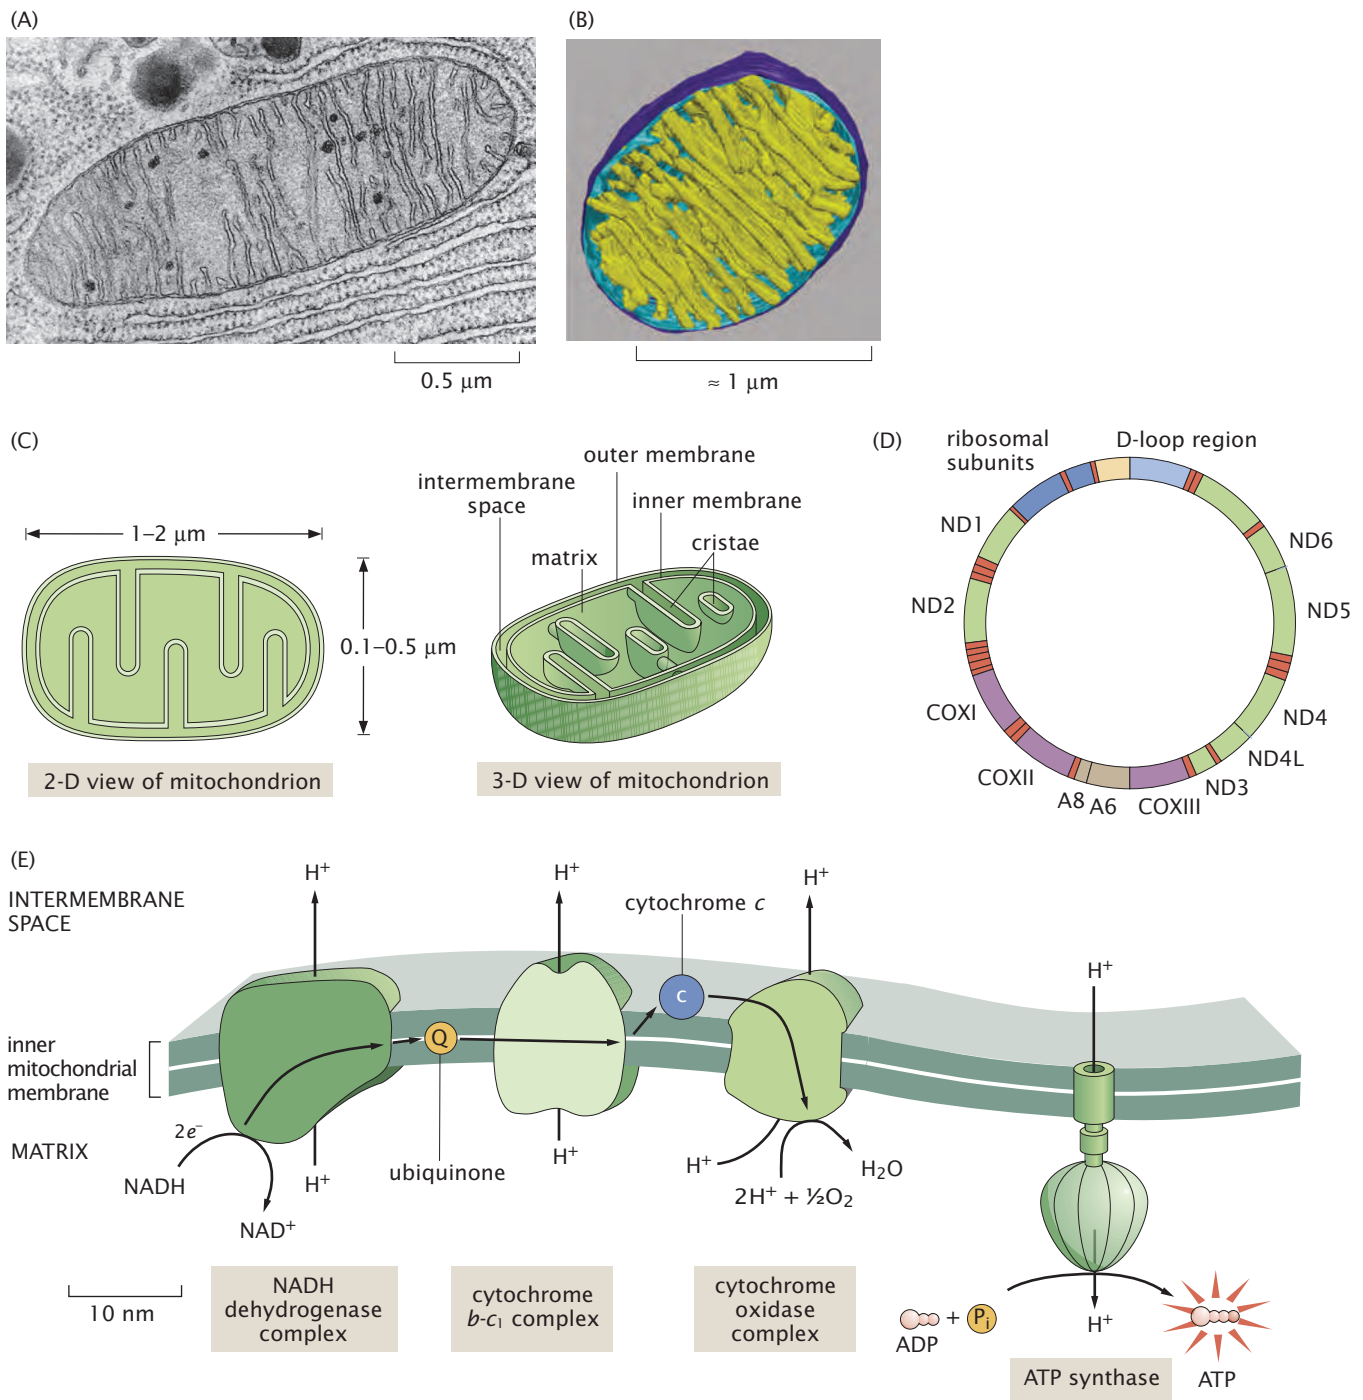 (A)
(B)
0.5 μm
≈ 1 μm
(C)
1–2 μm
0.1–0.5 μm
2-D view of mitochondrion
intermembrane
space
outer membrane
inner membrane
matrix
cristae
3-D view of mitochondrion
(D)
ribosomal
subunits
D-loop region
ND1
ND6
ND2
ND5
COXI
ND4
COXII
ND4L
A8
A6
COXIII
ND3
(E)
INTERMEMBRANE
SPACE
H⁺
H⁺
cytochrome c
H⁺
H⁺
c
Q
inner
mitochondrial
membrane
MATRIX
2e⁻
NADH
NAD⁺
H⁺
ubiquinone
H⁺
H⁺
2H⁺ + ½O₂
H₂O
10 nm
NADH
dehydrogenase
complex
cytochrome
b-c₁ complex
cytochrome
oxidase
complex
ADP
+
Pᵢ
H⁺
ATP
ATP synthase